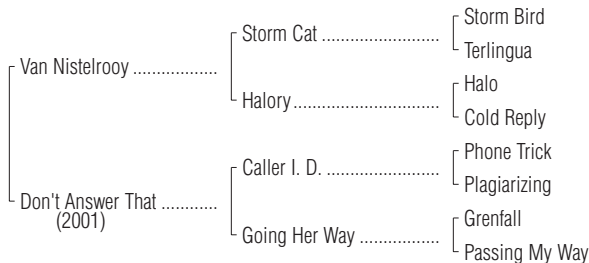 Storm Bird
Storm Cat ........................
Terlingua
Van Nistelrooy .................
Halo
Halory ..............................
Cold Reply
Phone Trick
Caller I. D. .......................
Plagiarizing
Don't Answer That ...........
(2001)
Grenfall
Going Her Way ................
Passing My Way